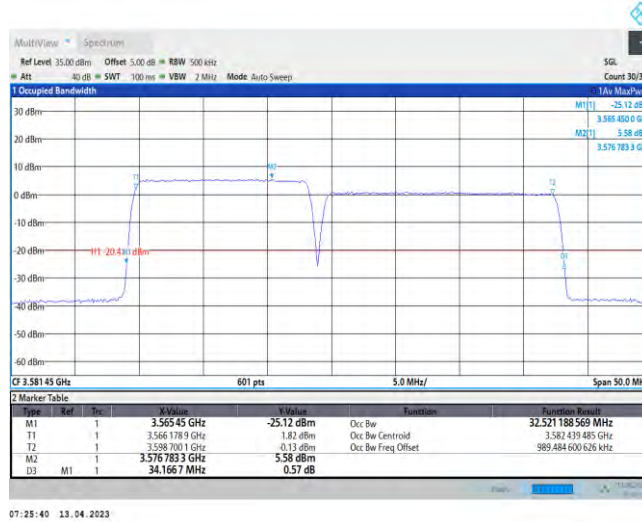 MultiView Spectrum
Ref Level 35.00 dBm Offset 5.00 dB RBW 500 kHz SGL
Att 40 dB SWT 100 ms VBW 2 MHz Mode Auto Sweep Count 30/3
1 Occupied Bandwidth 1Av MaxPw
M1[1] -25.12 dB
3.565 450 0 G
M2[1] 5.58 dB
3.576 783 3 G
30 dBm
20 dBm
10 dBm
M2
T1
T2
0 dBm
-10 dBm
-20 dBm
H1 -20.4
dBm
-30 dBm
-40 dBm
-50 dBm
-60 dBm
CF 3.581 45 GHz 601 pts 5.0 MHz/ Span 50.0 MH
2 Marker Table
Type Ref Trc X-Value Y-Value Function Function Result
M1 1 3.565 45 GHz -25.12 dBm Occ Bw 32.521 188 569 MHz
T1 1 3.566 178 9 GHz 1.82 dBm Occ Bw Centroid 3.582 439 485 GHz
T2 1 3.598 700 1 GHz -0.13 dBm Occ Bw Freq Offset 989.484 600 626 kHz
M2 1 3.576 783 3 GHz 5.58 dBm
D3 M1 1 34.166 7 MHz 0.57 dB
07:25:40 13.04.2023